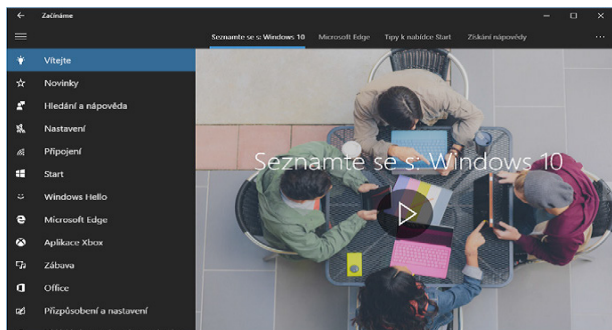 Začínáme
Seznamte se s: Windows 10 Microsoft Edge Tipy k nabídce Start Získání nápovědy
Vítejte
Novinky
Hledání a nápověda
Nastavení
Připojení
Start
Windows Hello
Microsoft Edge
Aplikace Xbox
Zábava
Office
Přizpůsobení a nastavení
Seznamte se s: Windows 10